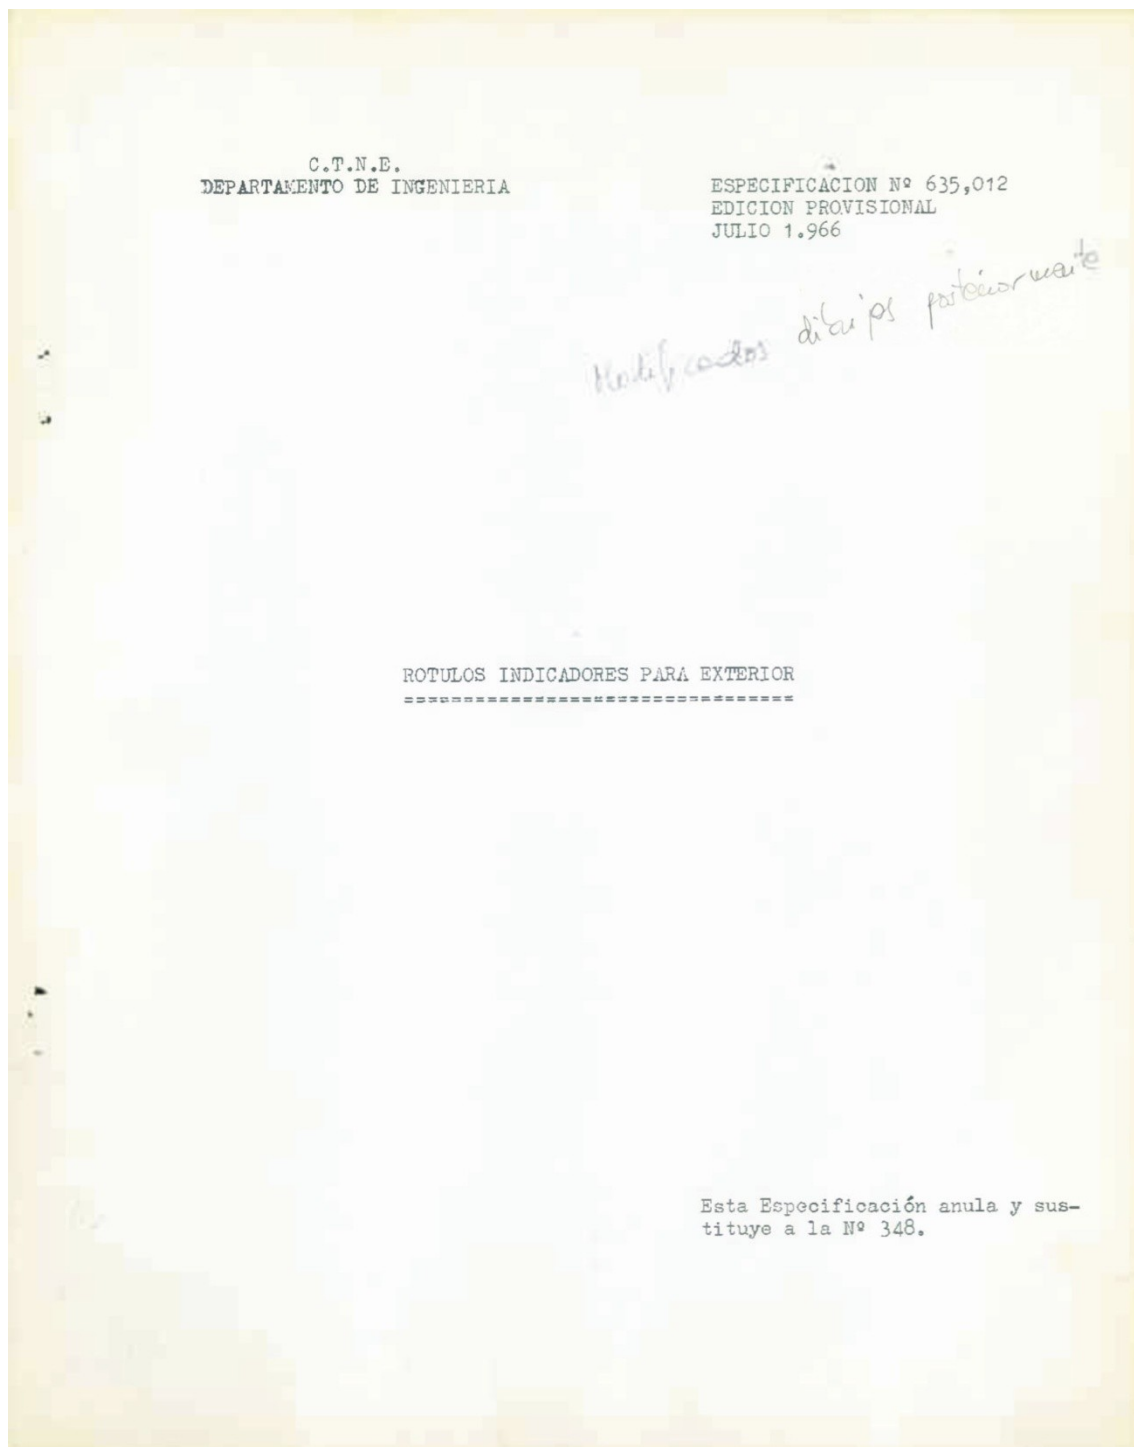 C.T.N.E.
DEPARTAMENTO DE INGENIERIA
ESPECIFICACION Nº 635,012
EDICION PROVISIONAL
JULIO 1.966
Modificados dibujos posteriormente
ROTULOS INDICADORES PARA EXTERIOR
=================================
Esta Especificación anula y sus-
tituye a la Nº 348.